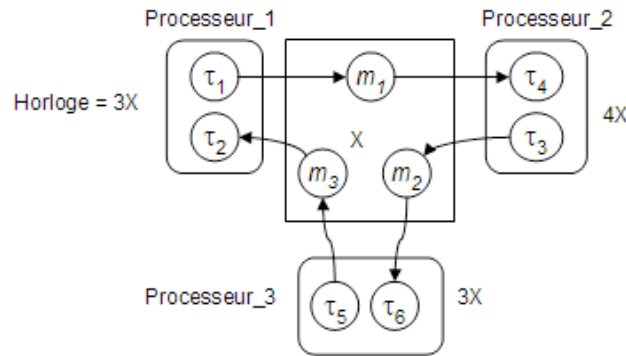 Processeur_1
Processeur_2
τ1
m1
τ4
Horloge = 3X
4X
τ2
X
τ3
m3
m2
Processeur_3
τ5
τ6
3X